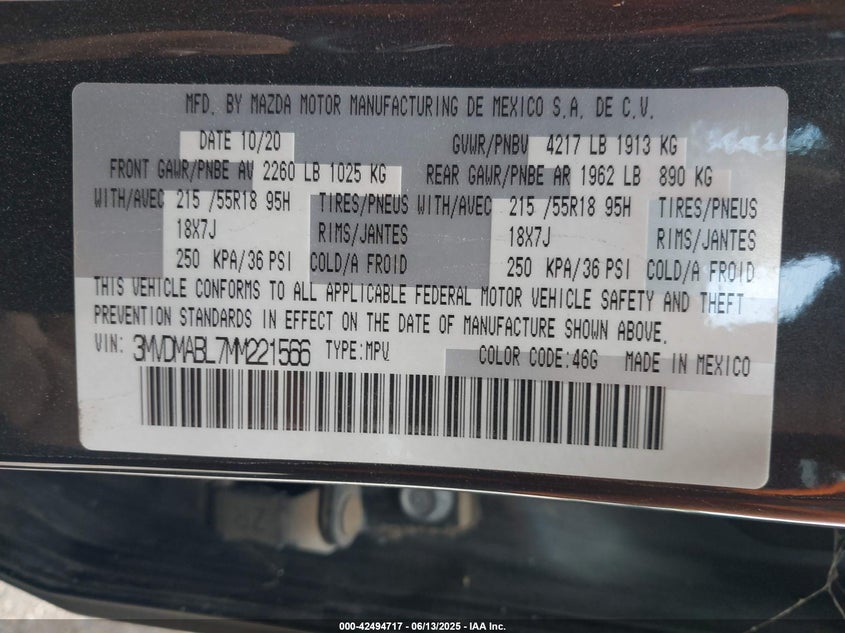 MFD. BY MAZDA MOTOR MANUFACTURING DE MEXICO S.A. DE C.V.
DATE 10/20 GVWR/PNBV 4217 LB 1913 KG
FRONT GAWR/PNBE AV 2260 LB 1025 KG REAR GAWR/PNBE AR 1962 LB 890 KG
WITH/AVEC 215 /55R18 95H TIRES/PNEUS WITH/AVEC 215 /55R18 95H TIRES/PNEUS
18X7J RIMS/JANTES 18X7J RIMS/JANTES
250 KPA/36 PSI COLD/A FROID 250 KPA/36 PSI COLD/A FROID
THIS VEHICLE CONFORMS TO ALL APPLICABLE FEDERAL MOTOR VEHICLE SAFETY AND THEFT
PREVENTION STANDARDS IN EFFECT ON THE DATE OF MANUFACTURE SHOWN ABOVE.
VIN: 3MVDMABL7MM221566 TYPE:MPV COLOR CODE:46G MADE IN MEXICO
000-42494717 - 06/13/2025 - IAA Inc.